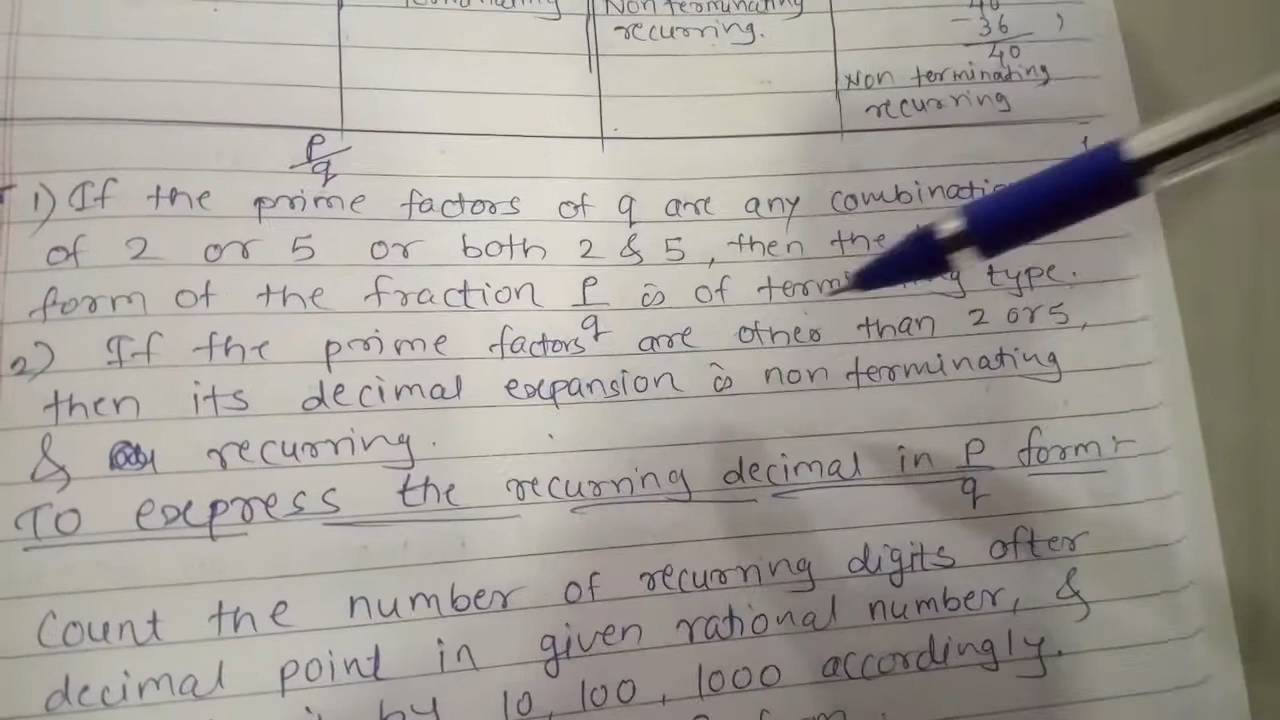 Non terminating
recurring.
40
- 36 )
40
Non terminating
recurring
p/q
1) If the prime factors of q are any
of 2 or 5 or both 2 & 5, then the
form of the fraction p/q is of type.
2) If the prime factors are other than 2 or 5,
then its decimal expansion is non terminating
& recurring.
To express the recurring decimal in p/q form:-
Count the number of recurring digits after
decimal point in given rational number, &
by 10, 100, 1000 accordingly.